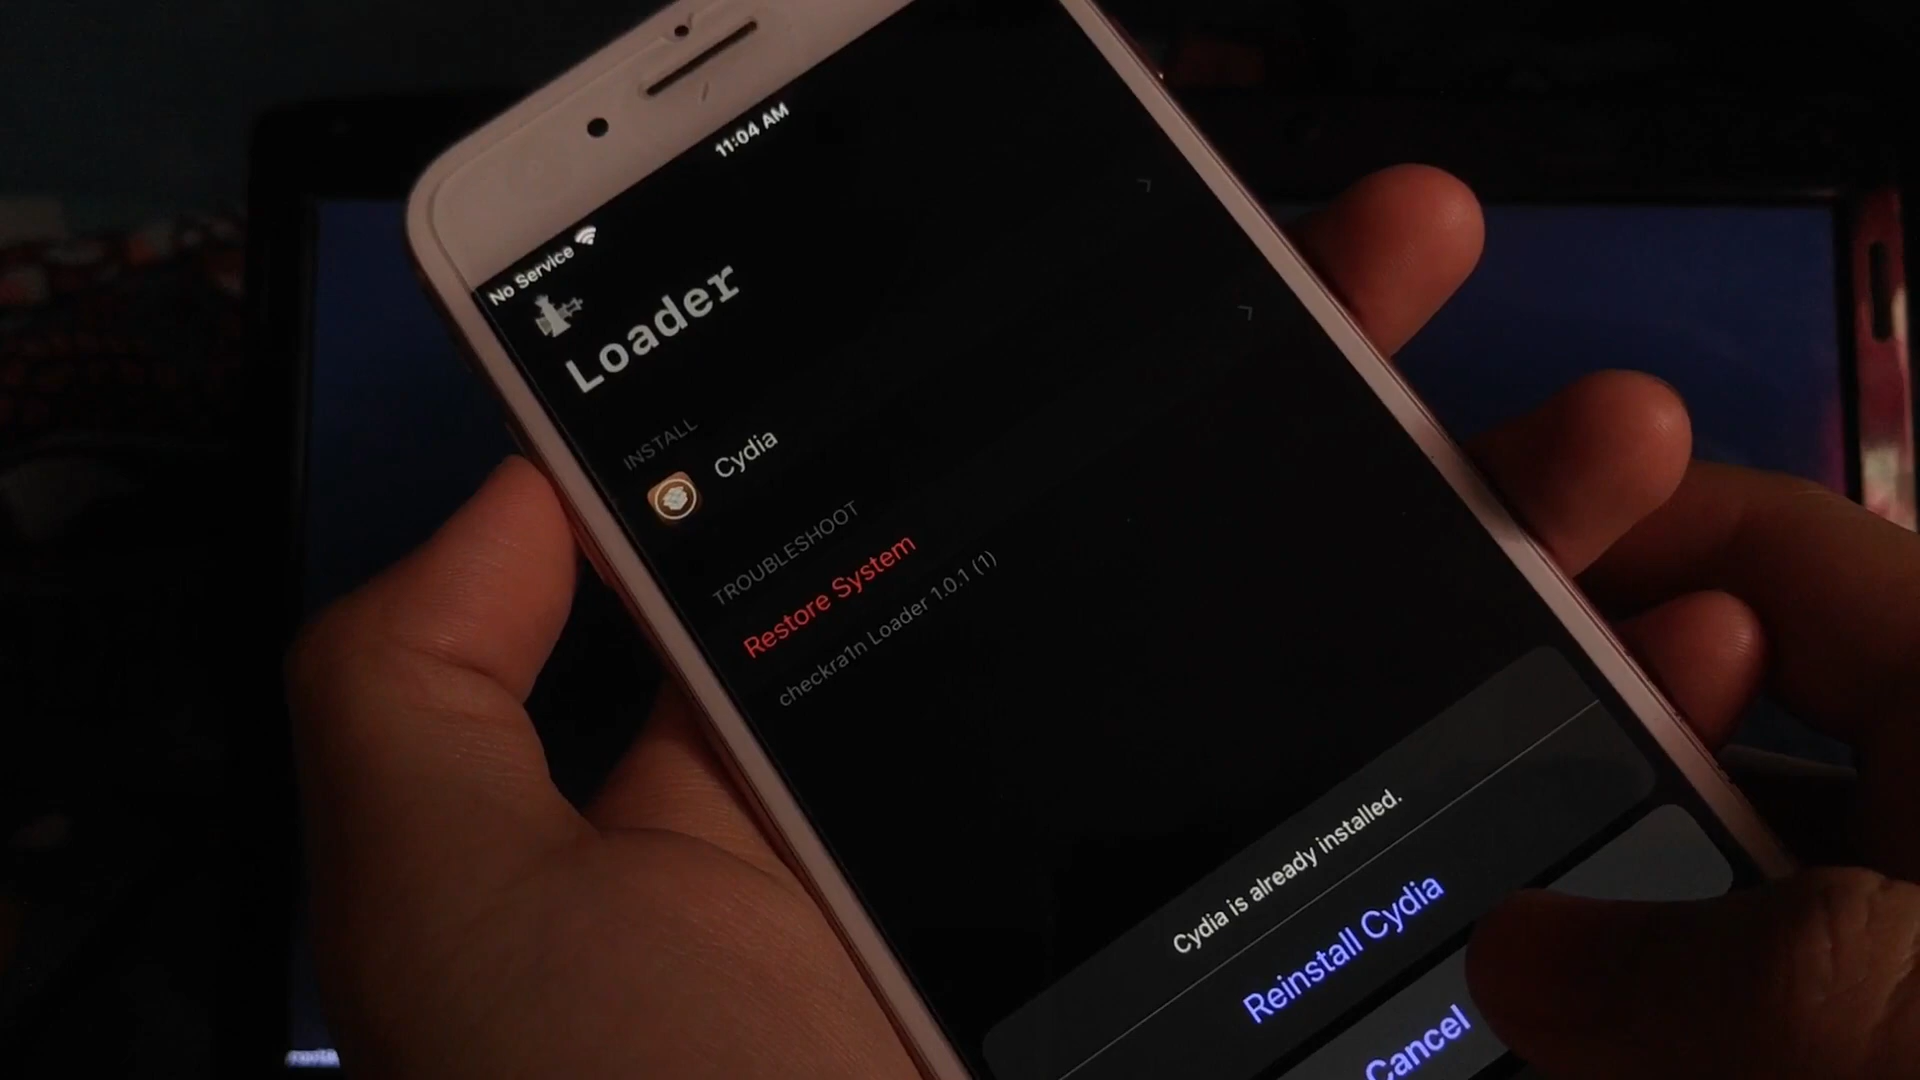 11:04 AM
No Service
Loader
INSTALL
Cydia
TROUBLESHOOT
Restore System
checkra1n Loader 1.0.1 (1)
Cydia is already installed.
Reinstall Cydia
Cancel